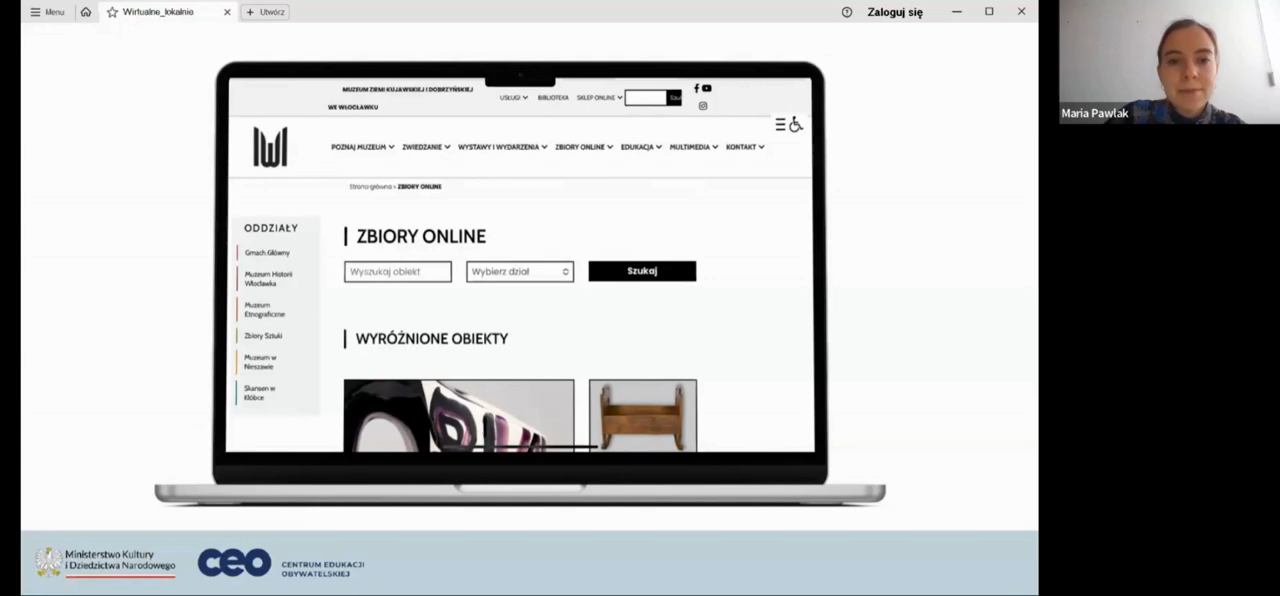 Menu
Wirtualne_lokalnie
Utwórz
Zaloguj się
MUZEUM ZIEMI KUJAWSKIEJ I DOBRZYŃSKIEJ
WE WŁOCŁAWKU
USŁUGI
BIBLIOTEKA
SKLEP ONLINE
POZNAJ MUZEUM
ZWIEDZANIE
WYSTAWY I WYDARZENIA
ZBIORY ONLINE
EDUKACJA
MULTIMEDIA
KONTAKT
Strona główna » ZBIORY ONLINE
ODDZIAŁY
Gmach Główny
Muzeum Historii
Włocławka
Muzeum
Etnograficzne
Zbiory Sztuki
Muzeum w
Nieszawie
Skansen w
Kłóbce
ZBIORY ONLINE
Wyszukaj obiekt
Wybierz dział
Szukaj
WYRÓŻNIONE OBIEKTY
Maria Pawlak
Ministerstwo Kultury
i Dziedzictwa Narodowego
ceo
CENTRUM EDUKACJI
OBYWATELSKIEJ